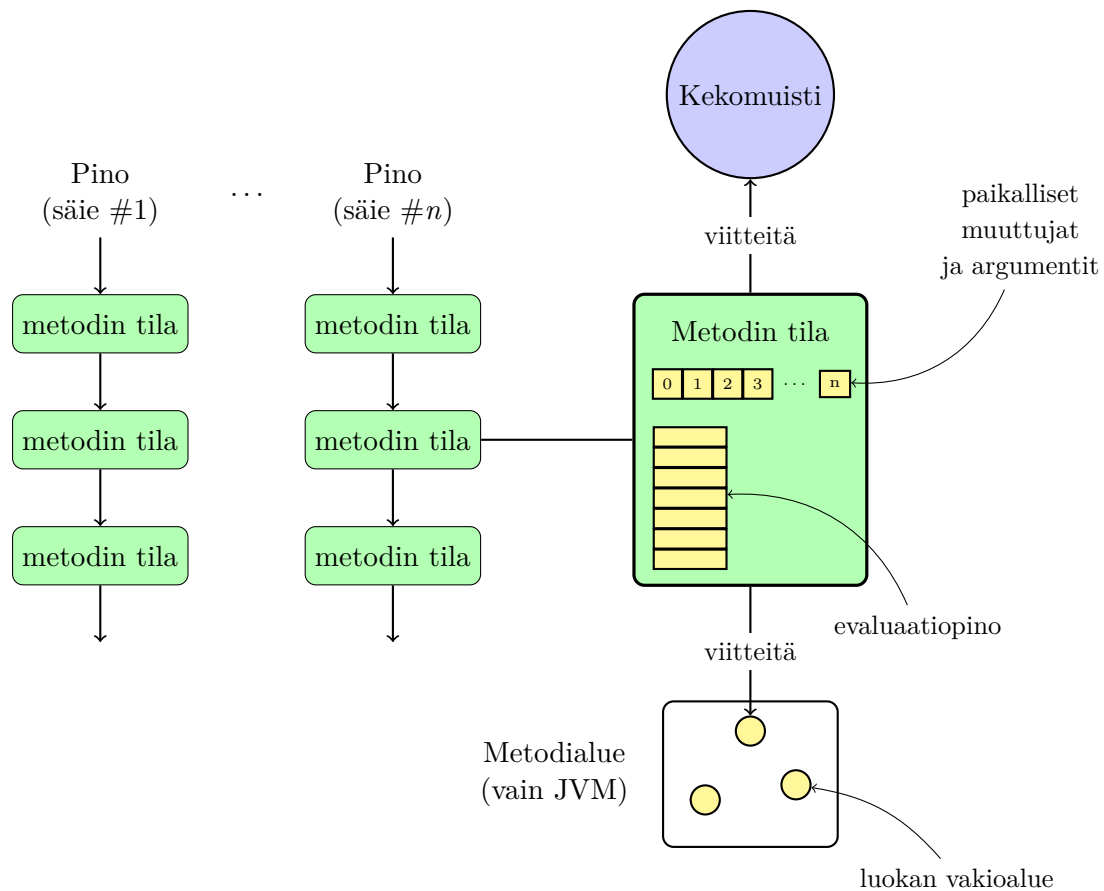 Kekomuisti
Pino
(säie #1)
. . .
Pino
(säie #n)
viitteitä
paikalliset
muuttujat
ja argumentit
metodin tila
metodin tila
Metodin tila
0 1 2 3 . . . n
metodin tila
metodin tila
metodin tila
metodin tila
evaluaatiopino
viitteitä
Metodialue
(vain JVM)
luokan vakioalue